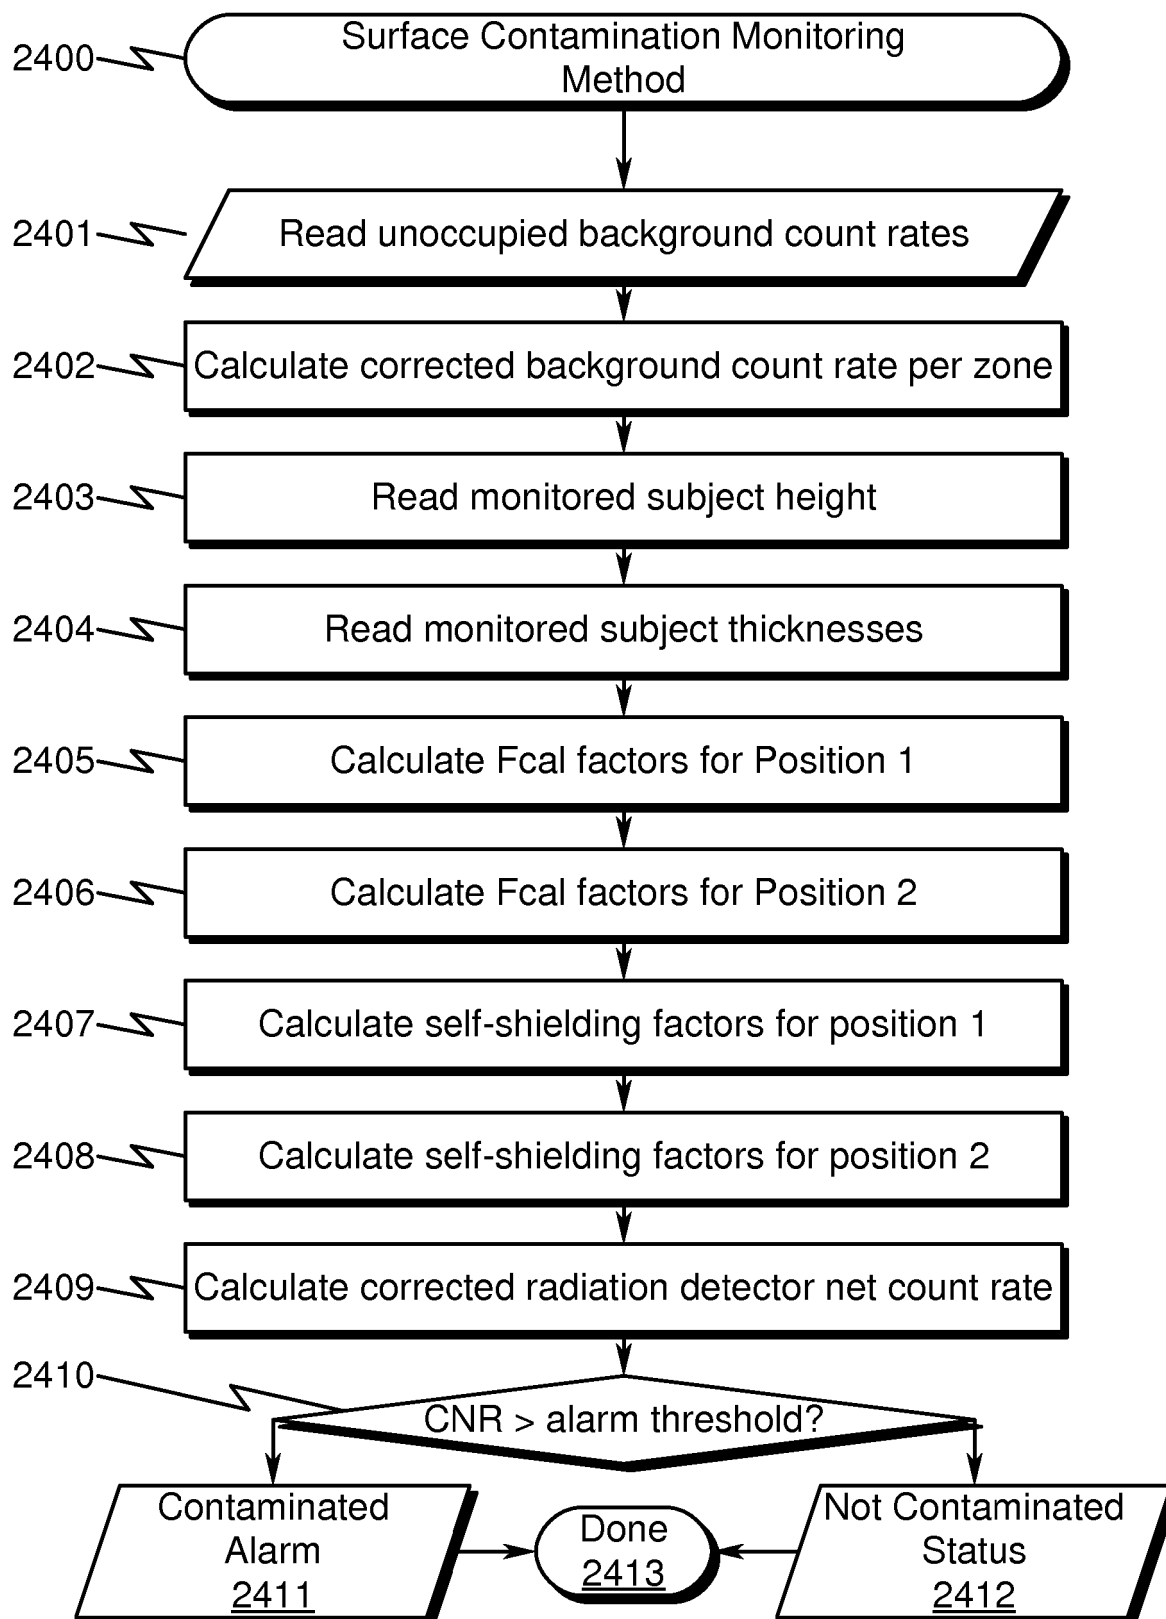 2400
Surface Contamination Monitoring
Method
2401
Read unoccupied background count rates
2402
Calculate corrected background count rate per zone
2403
Read monitored subject height
2404
Read monitored subject thicknesses
2405
Calculate Fcal factors for Position 1
2406
Calculate Fcal factors for Position 2
2407
Calculate self-shielding factors for position 1
2408
Calculate self-shielding factors for position 2
2409
Calculate corrected radiation detector net count rate
2410
CNR > alarm threshold?
Contaminated
Alarm
2411
Done
2413
Not Contaminated
Status
2412